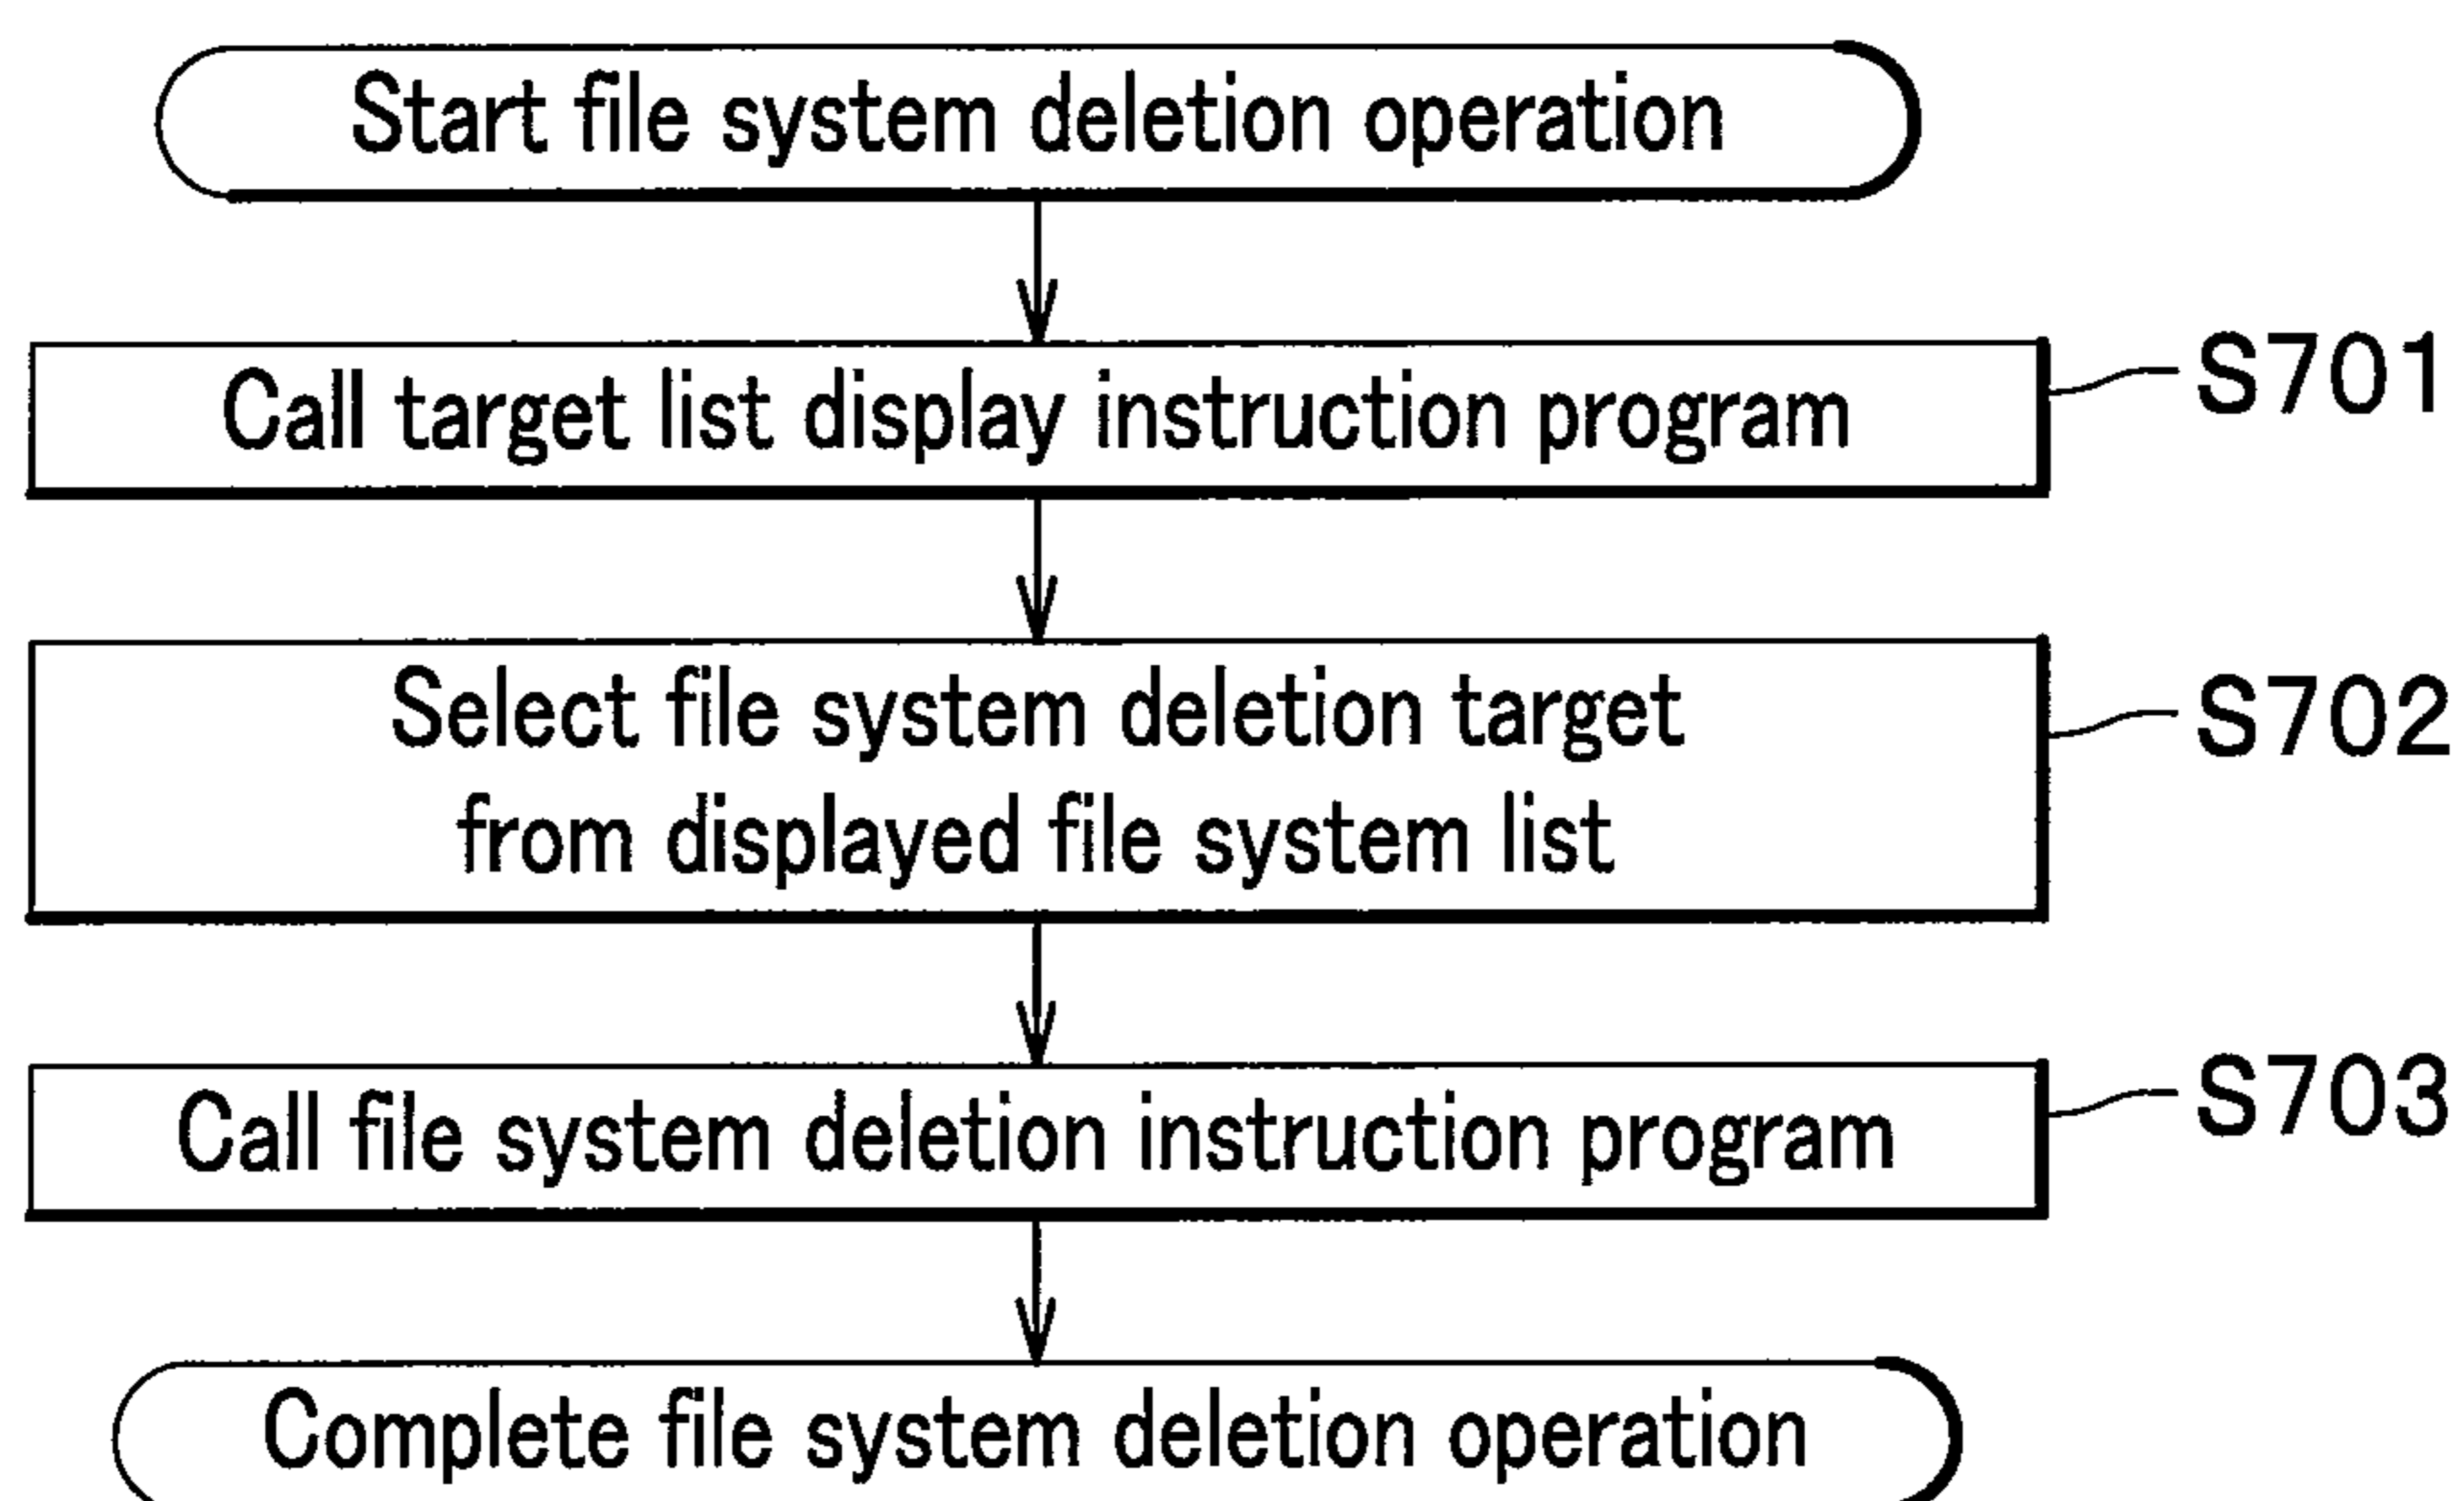 Start file system deletion operation
Call target list display instruction program
S701
Select file system deletion target
from displayed file system list
S702
Call file system deletion instruction program
S703
Complete file system deletion operation